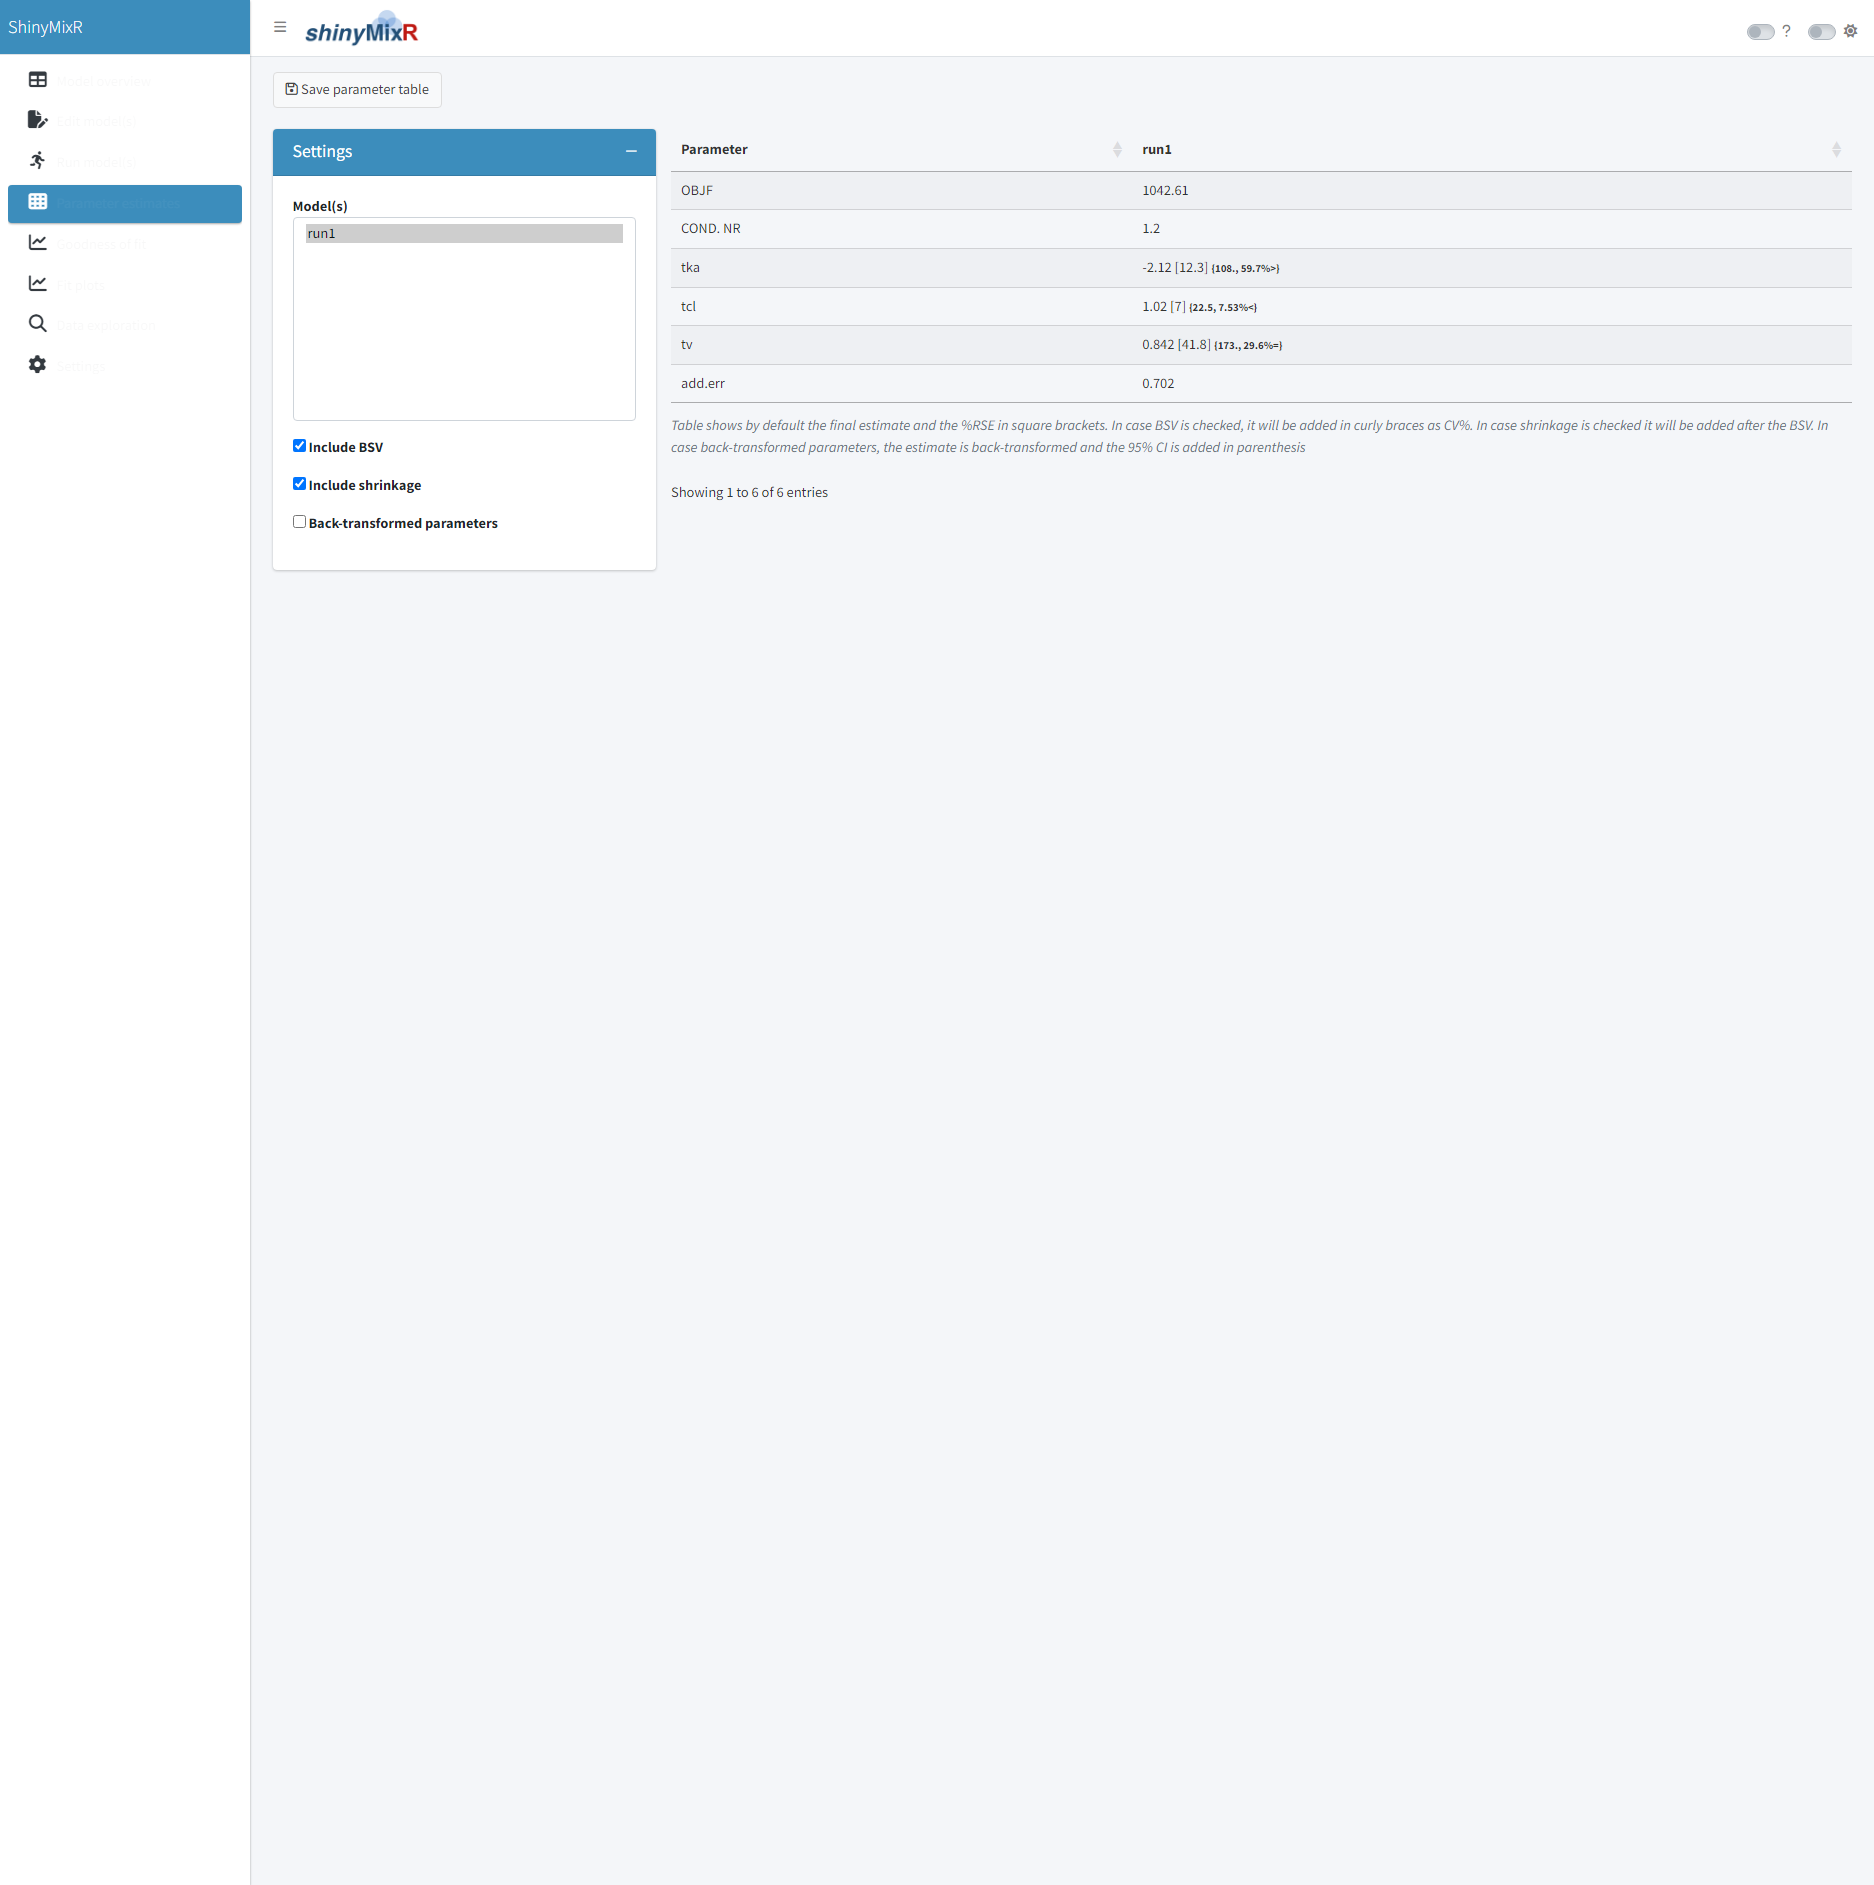 ShinyMixR
shinyMixR
?
Model overview
Edit model(s)
Run model(s)
Parameter estimates
Goodness of fit
Fit plots
Data exploration
Settings
Save parameter table
Settings
Model(s)
run1
Include BSV
Include shrinkage
Back-transformed parameters
Parameter run1
OBJF 1042.61
COND. NR 1.2
tka -2.12 [12.3] {108., 59.7%>}
tcl 1.02 [7] {22.5, 7.53%<}
tv 0.842 [41.8] {173., 29.6%=}
add.err 0.702
Table shows by default the final estimate and the %RSE in square brackets. In case BSV is checked, it will be added in curly braces as CV%. In case shrinkage is checked it will be added after the BSV. In
case back-transformed parameters, the estimate is back-transformed and the 95% CI is added in parenthesis
Showing 1 to 6 of 6 entries